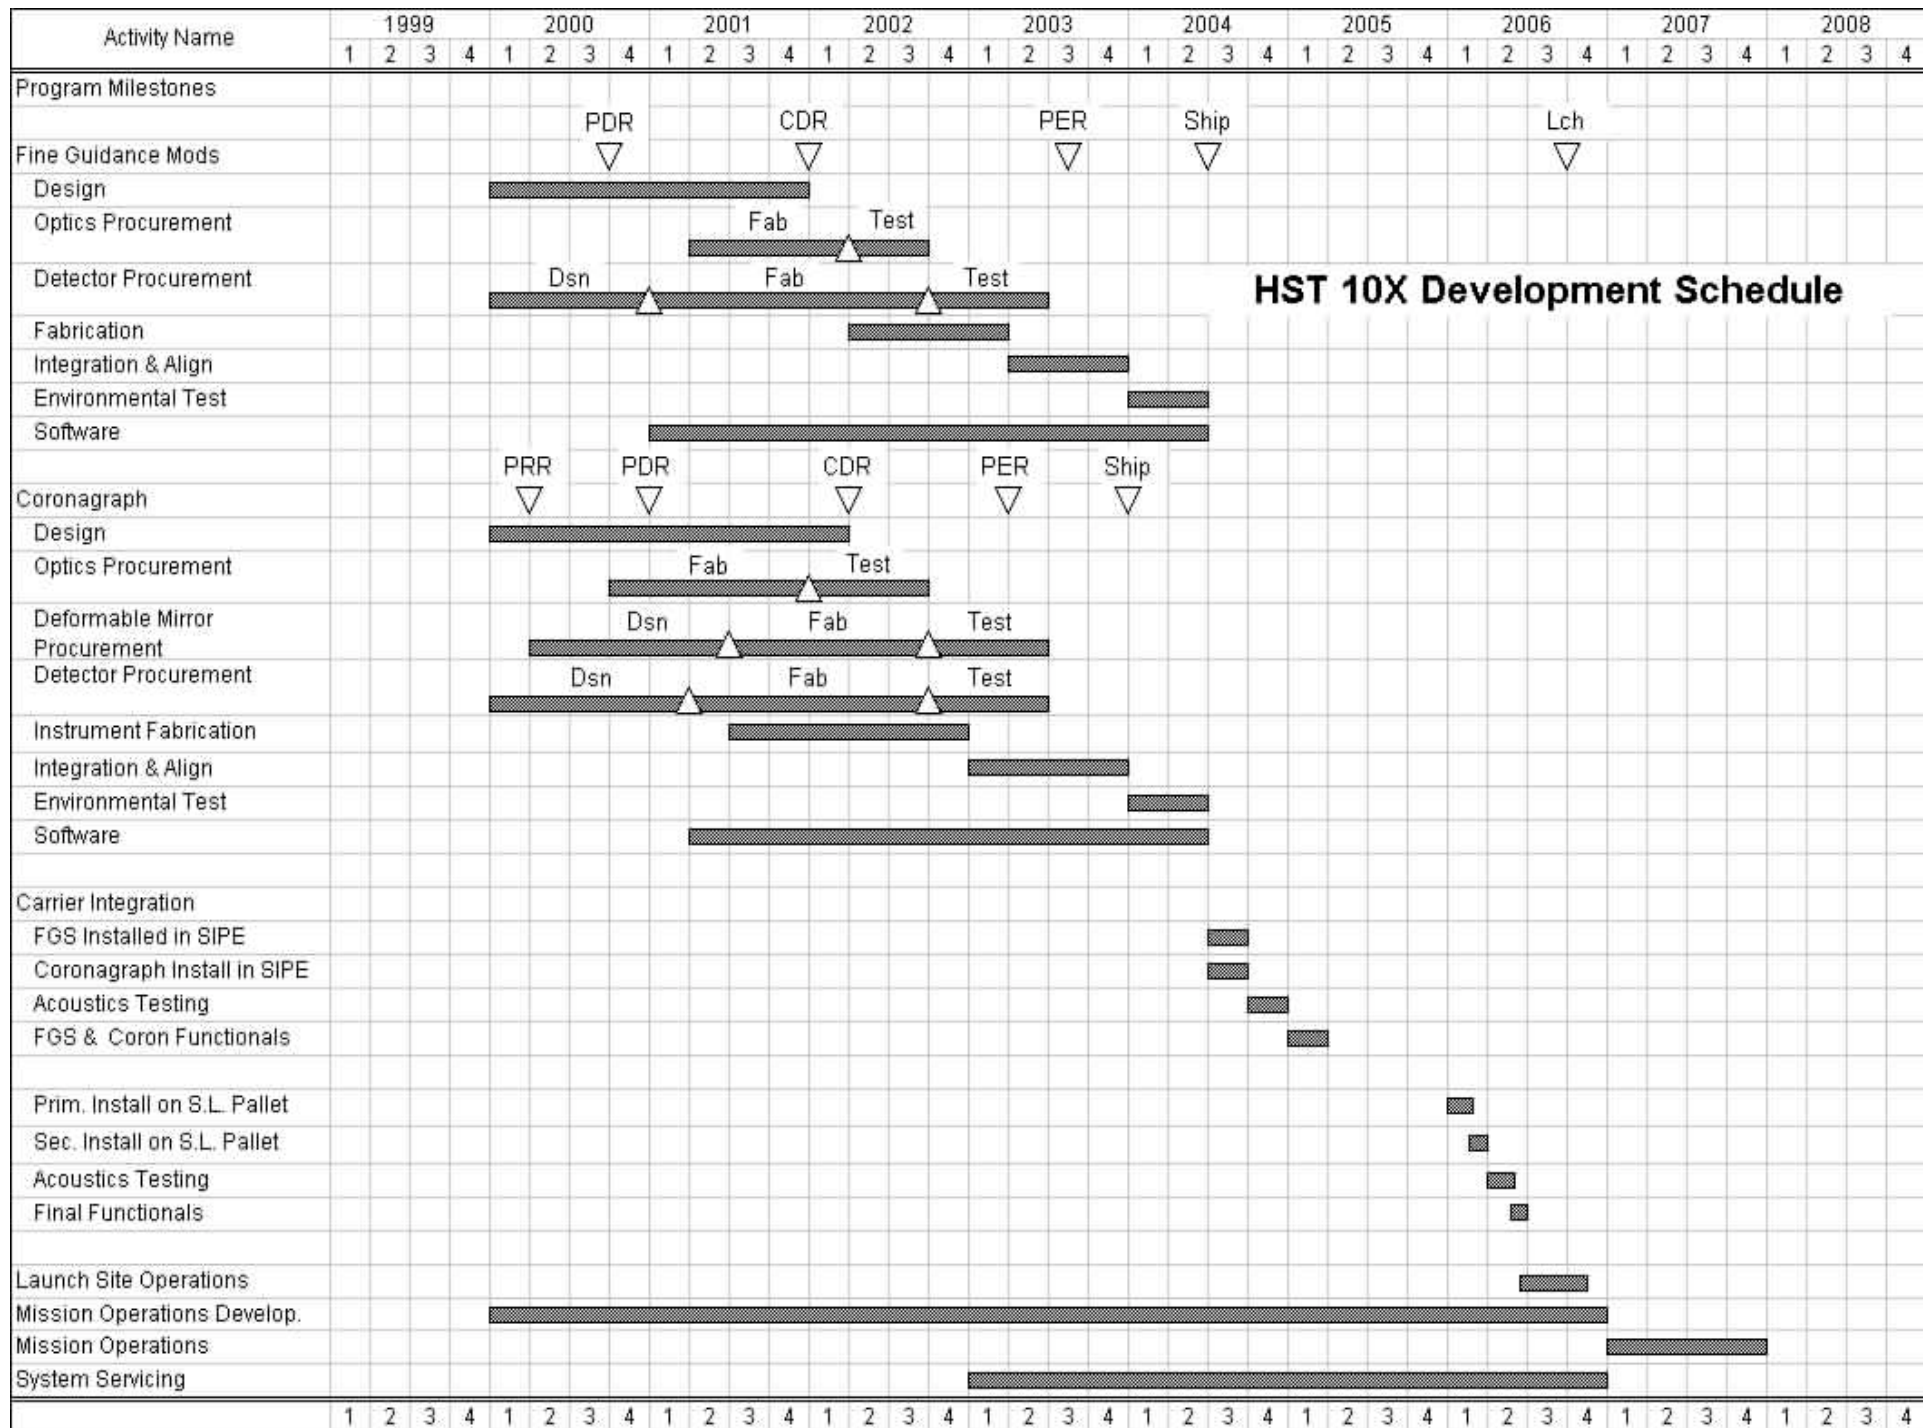 Activity Name 1999 2000 2001 2002 2003 2004 2005 2006 2007 2008
1 2 3 4 1 2 3 4 1 2 3 4 1 2 3 4 1 2 3 4 1 2 3 4 1 2 3 4 1 2 3 4 1 2 3 4 1 2 3 4
Program Milestones
PDR CDR PER Ship Lch
Fine Guidance Mods
Design
Optics Procurement Fab Test
Detector Procurement Dsn Fab Test
HST 10X Development Schedule
Fabrication
Integration & Align
Environmental Test
Software
PRR PDR CDR PER Ship
Coronagraph
Design
Optics Procurement Fab Test
Deformable Mirror Dsn Fab Test
Procurement
Detector Procurement Dsn Fab Test
Instrument Fabrication
Integration & Align
Environmental Test
Software
Carrier Integration
FGS Installed in SIPE
Coronagraph Install in SIPE
Acoustics Testing
FGS & Coron Functionals
Prim. Install on S.L. Pallet
Sec. Install on S.L. Pallet
Acoustics Testing
Final Functionals
Launch Site Operations
Mission Operations Develop.
Mission Operations
System Servicing
1 2 3 4 1 2 3 4 1 2 3 4 1 2 3 4 1 2 3 4 1 2 3 4 1 2 3 4 1 2 3 4 1 2 3 4 1 2 3 4